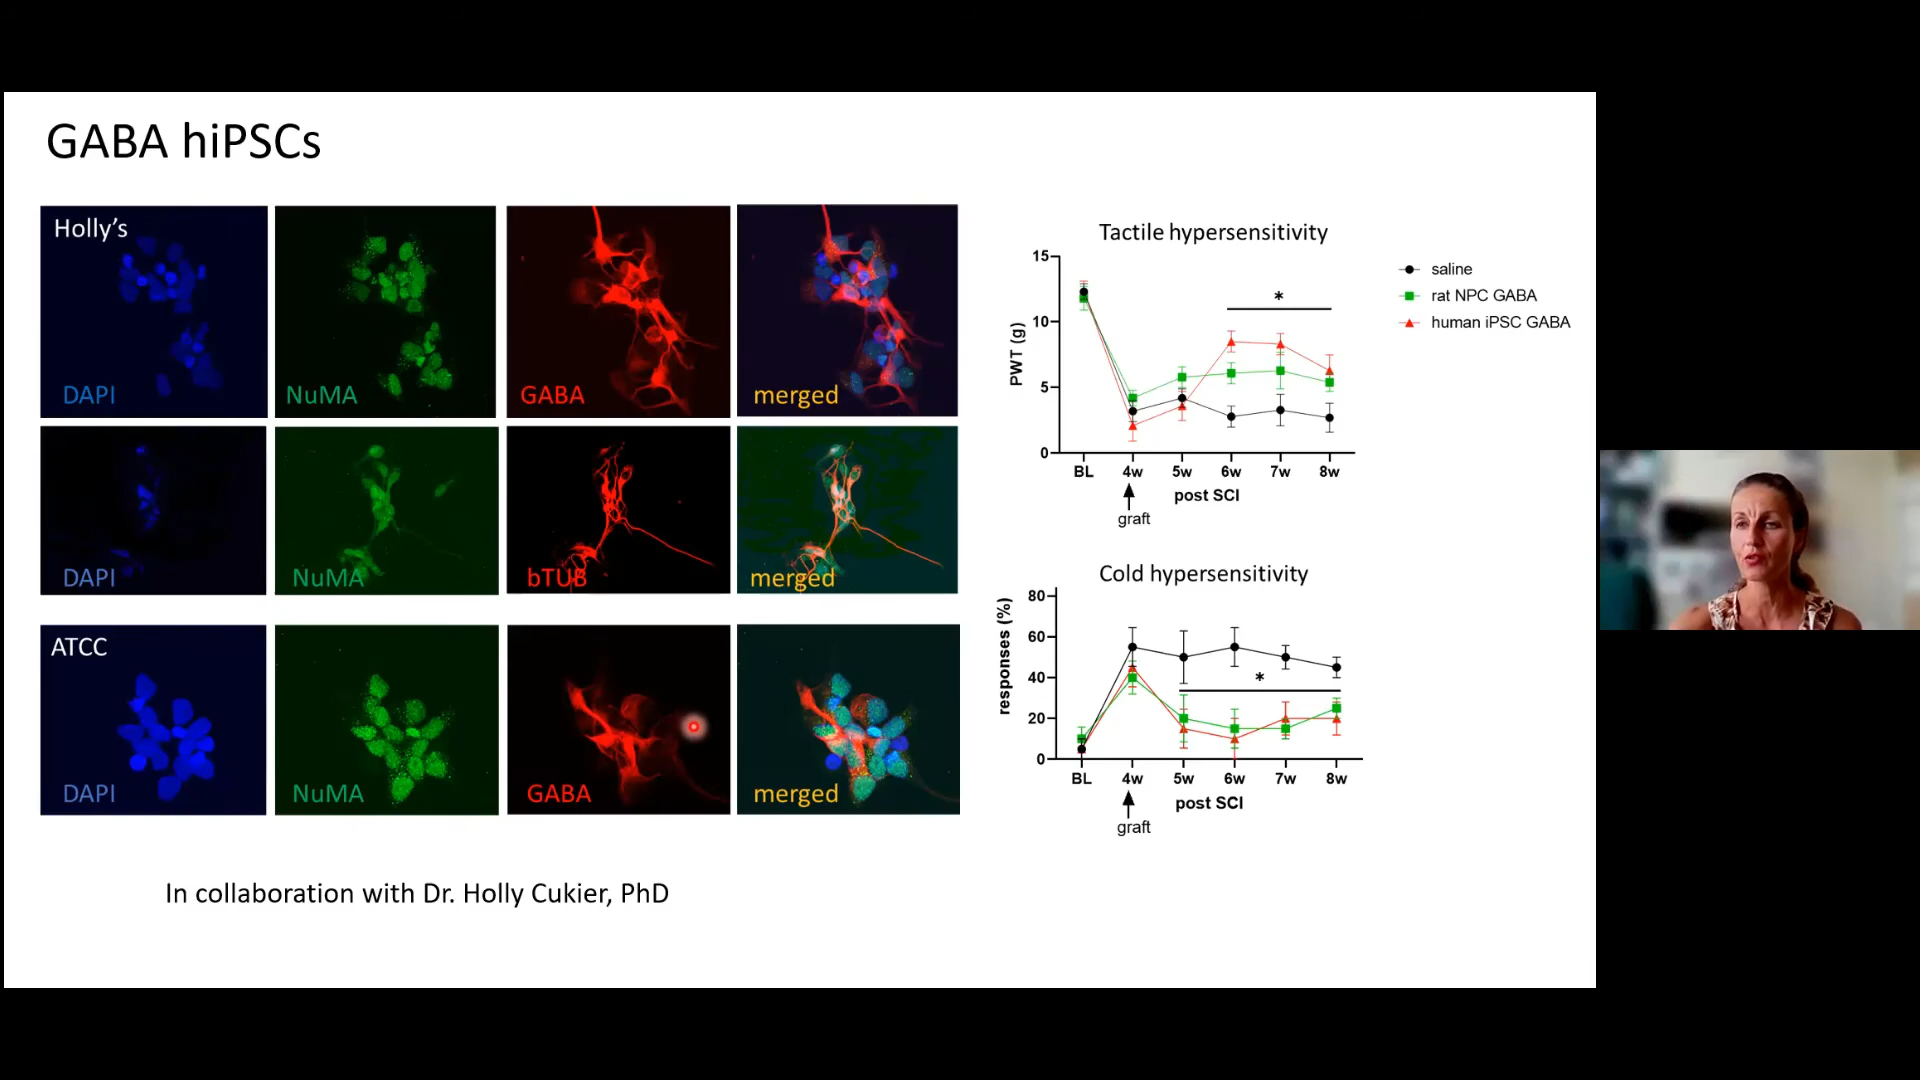 GABA hiPSCs
Holly's
DAPI
NuMA
GABA
merged
DAPI
NuMA
bTUB
merged
ATCC
DAPI
NuMA
GABA
merged
In collaboration with Dr. Holly Cukier, PhD
Tactile hypersensitivity
15
10
5
0
PWT (g)
*
BL 4w 5w 6w 7w 8w
post SCI
graft
saline
rat NPC GABA
human iPSC GABA
Cold hypersensitivity
80
60
40
20
0
responses (%)
*
BL 4w 5w 6w 7w 8w
post SCI
graft